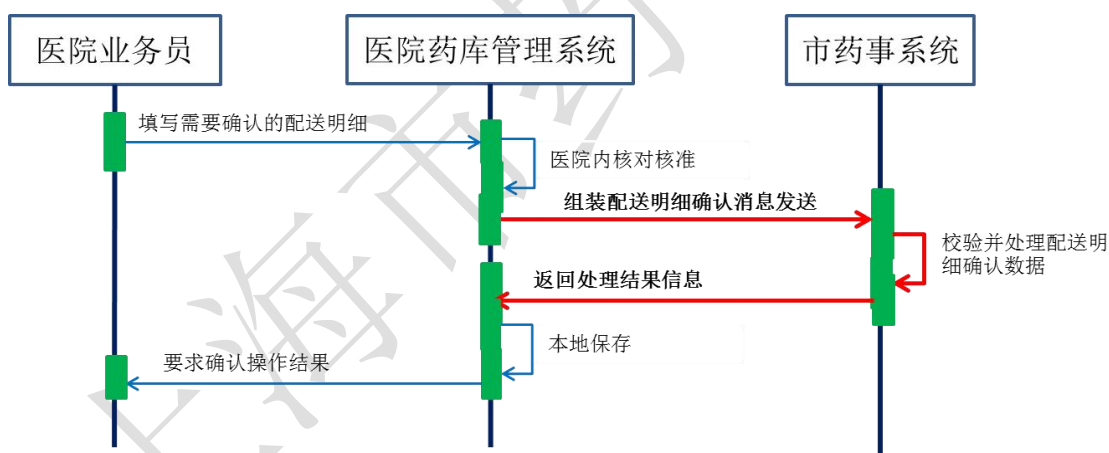 医院业务员
医院药库管理系统
市药事系统
填写需要确认的配送明细
医院内核对核准
组装配送明细确认消息发送
校验并处理配送明
细确认数据
返回处理结果信息
本地保存
要求确认操作结果
上海市药